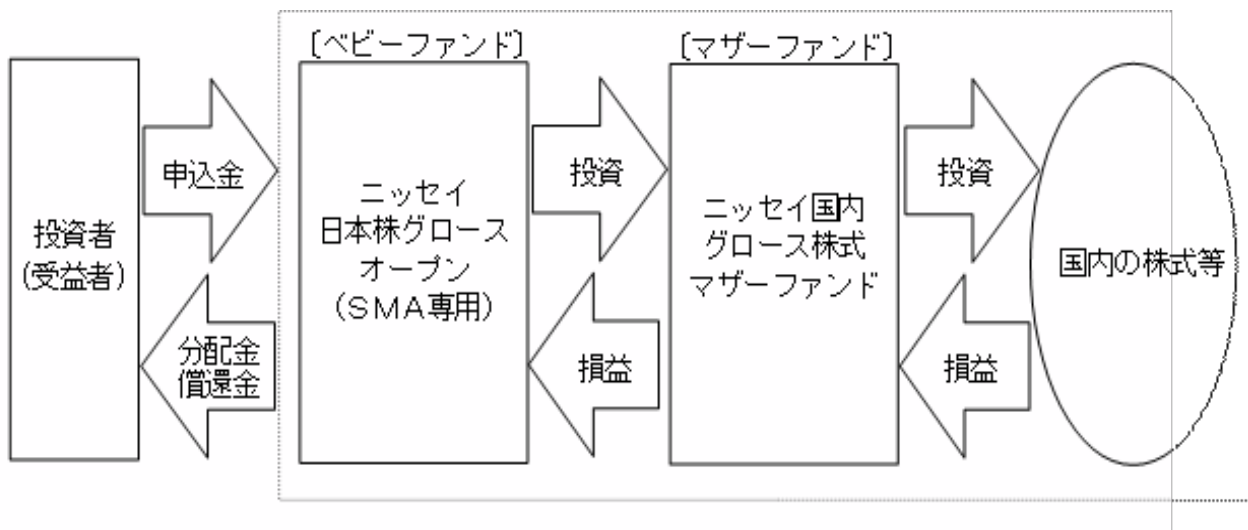 〔ベビーファンド〕
〔マザーファンド〕
投資者
(受益者)
申込金
分配金
償還金
ニッセイ
日本株グロース
オープン
(SMA専用)
投資
損益
ニッセイ国内
グロース株式
マザーファンド
投資
損益
国内の株式等